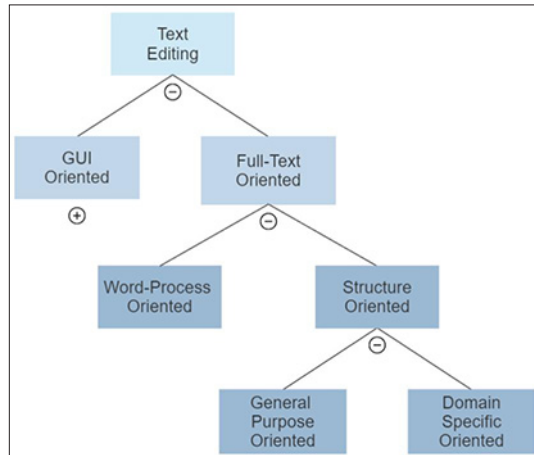 Text
Editing
GUI
Oriented
Full-Text
Oriented
Word-Process
Oriented
Structure
Oriented
General
Purpose
Oriented
Domain
Specific
Oriented